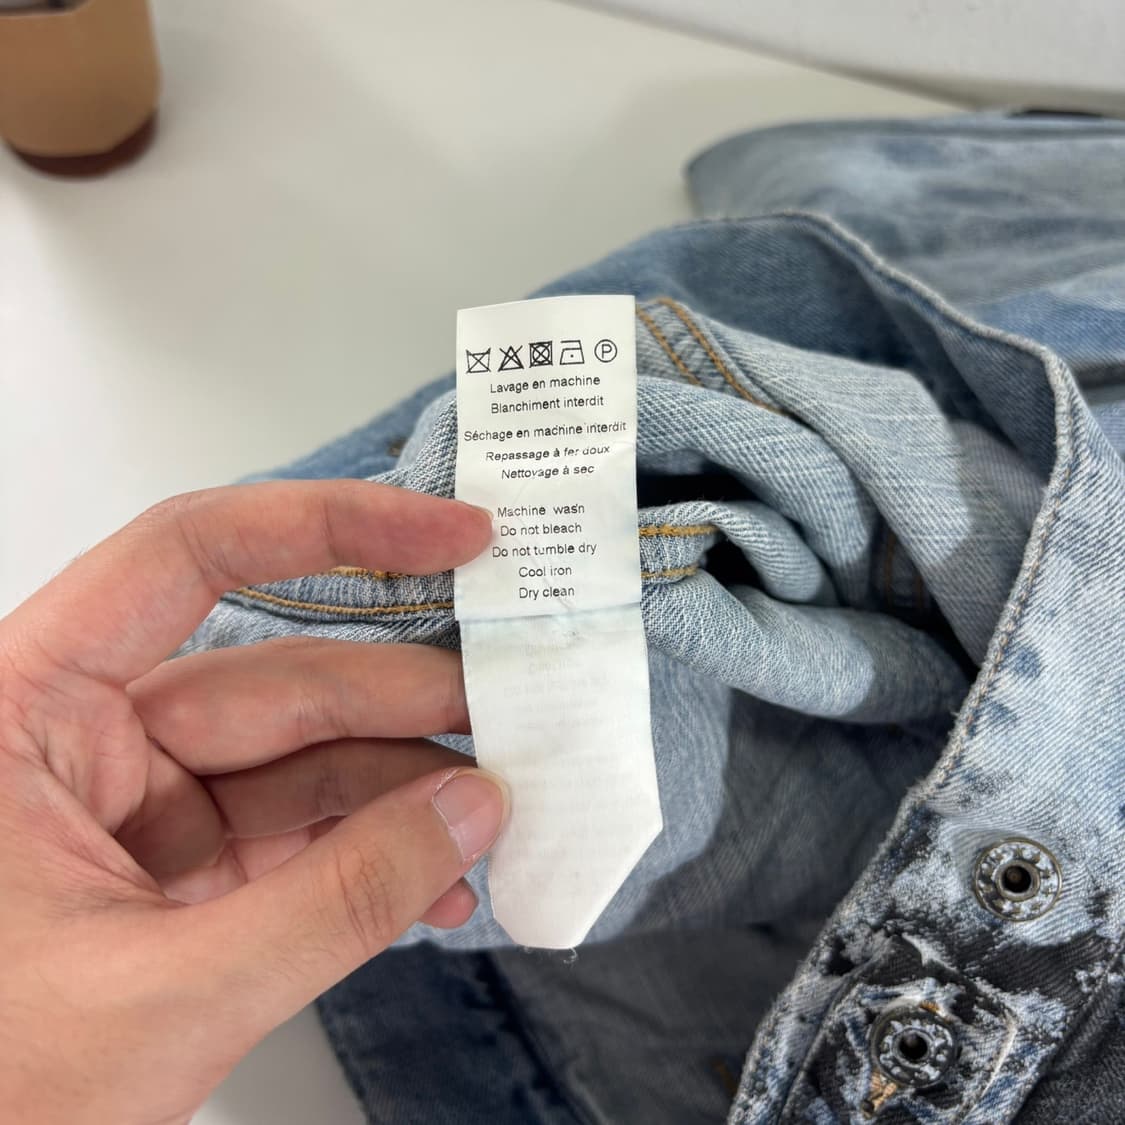 P
Lavage en machine
Blanchiment interdit
Séchage en machine interdit
Repassage à fer doux
Nettoyage à sec
Machine wash
Do not bleach
Do not tumble dry
Cool iron
Dry clean